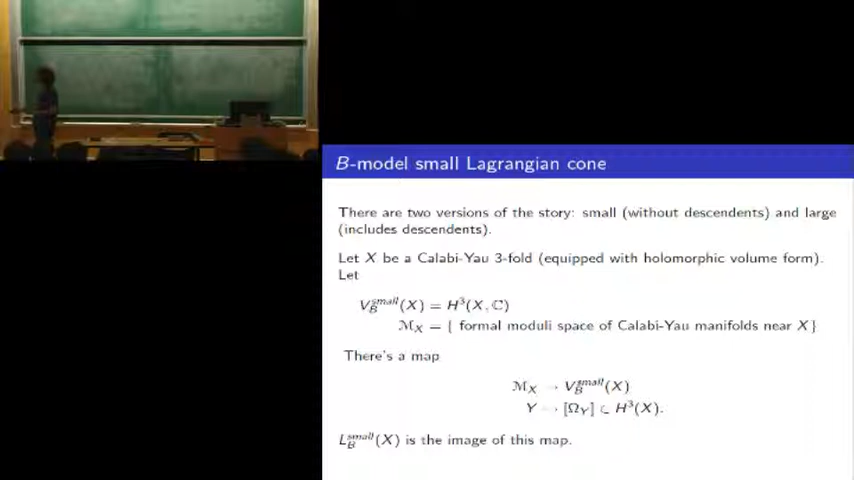 B-model small Lagrangian cone
There are two versions of the story: small (without descendents) and large
(includes descendents).
Let X be a Calabi-Yau 3-fold (equipped with holomorphic volume form).
Let
V_B^{small}(X) = H^3(X, ℂ)
ℳ_X = { formal moduli space of Calabi-Yau manifolds near X}
There's a map
ℳ_X → V_B^{small}(X)
Y → [Ω_Y] ⊂ H^3(X).
L_B^{small}(X) is the image of this map.